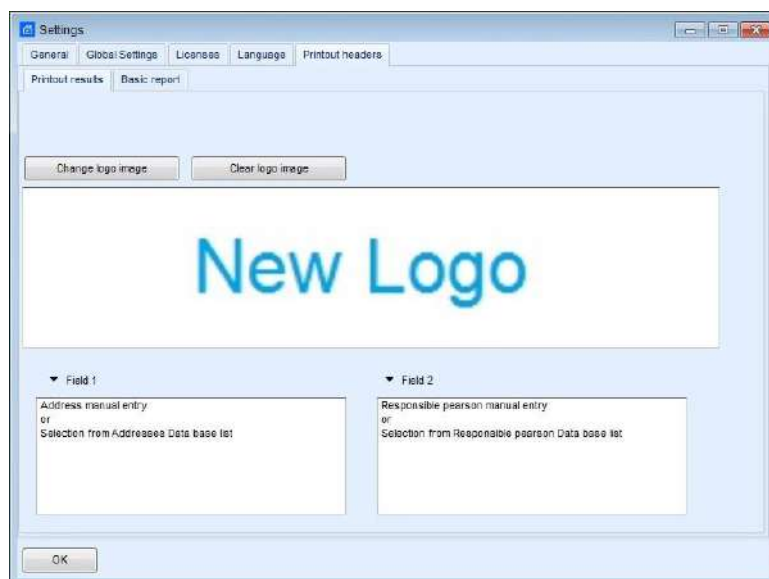 Settings
General Global Settings Licenses Language Printout headers
Printout results Basic report
Change logo image Clear logo image
New Logo
Field 1 Field 2
Address manual entry
or
Selection from Addresses Data base list
Responsible pearson manual entry
or
Selection from Responsible pearson Data base list
OK